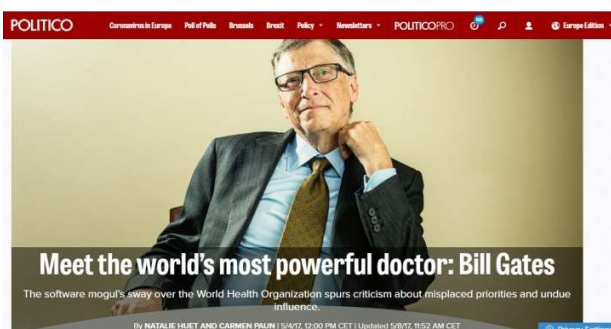 POLITICO Coronavirus in Europe Poll of Polls Brussels Brexit Policy Newsletters POLITICOPRO Europe Edition
Meet the world's most powerful doctor: Bill Gates
The software mogul's sway over the World Health Organization spurs criticism about misplaced priorities and undue
influence.
By NATALIE HUET AND CARMEN PAUN | 5/4/17, 12:00 PM CET | Updated 5/8/17, 11:52 AM CET